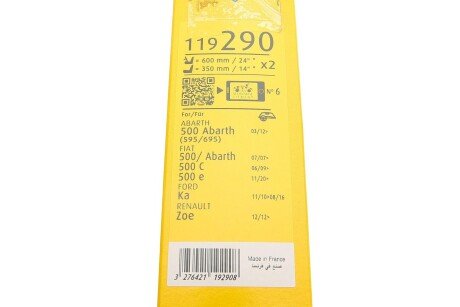 119290
= 600 mm / 24" *
= 350 mm / 14" * x2
N° 6
For/Für
ABARTH
500 Abarth 03/12>
(595/695)
FIAT
500/ Abarth 07/07>
500 C 06/09>
500 e 11/20>
FORD
Ka 11/10>08/16
RENAULT
Zoe 12/12>
Made in France
صنع في فرنسا
3 276421 192908